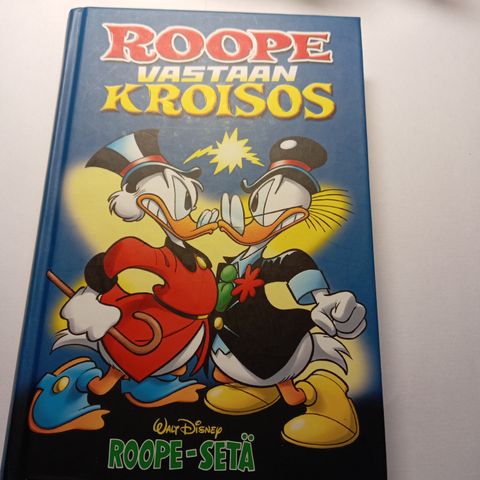 ROOPE
VASTAAN
KROISOS
WALT DISNEY
ROOPE-SETÄ